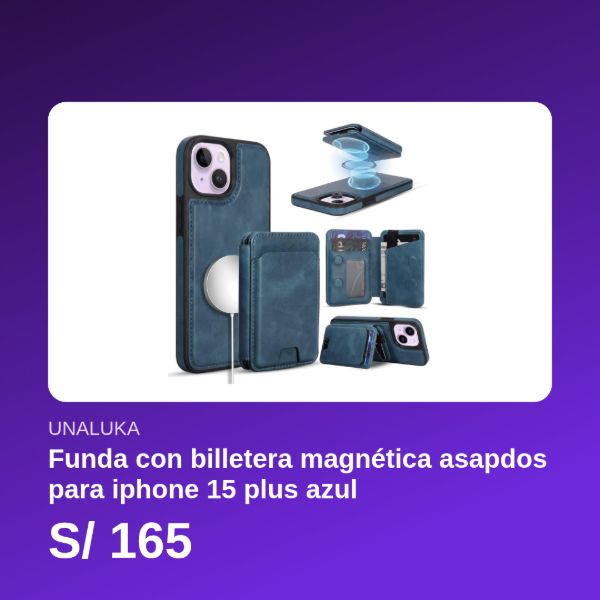 UNALUKA
Funda con billetera magnética asapdos
para iphone 15 plus azul
S/ 165